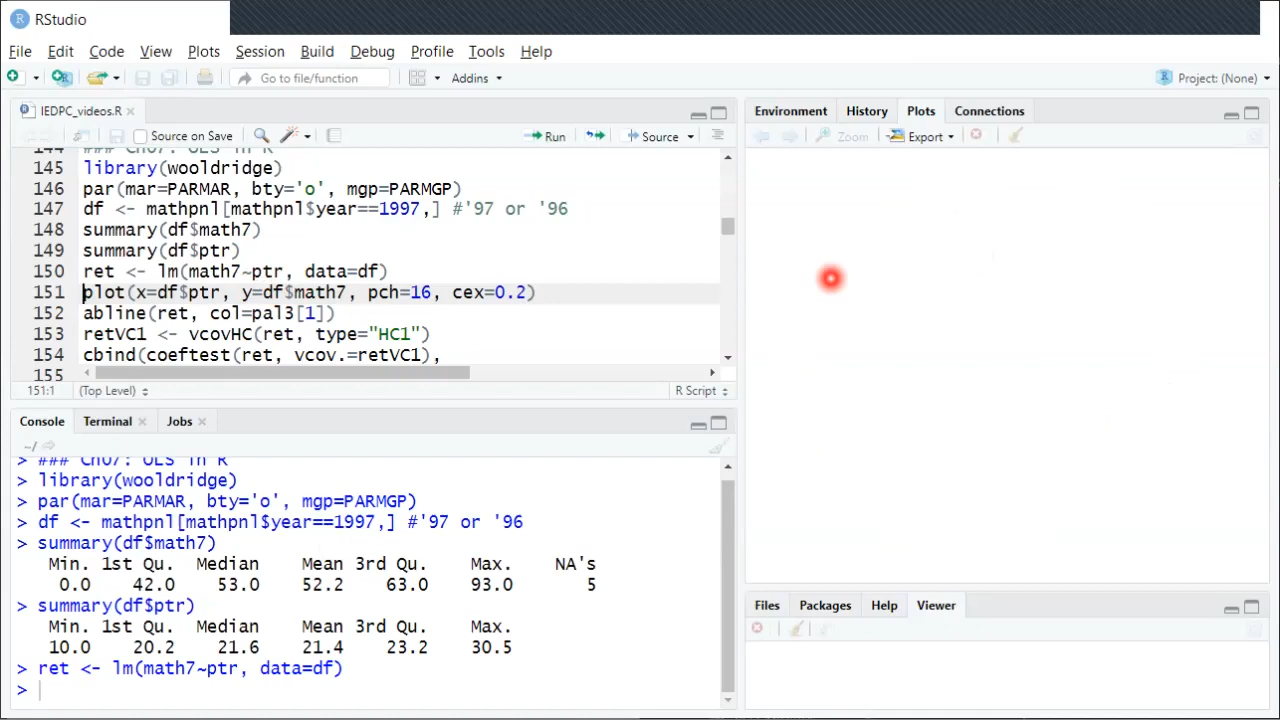 RStudio
File Edit Code View Plots Session Build Debug Profile Tools Help
Go to file/function Addins Project: (None)
IEDPC_videos.R
Source on Save Run Source
144 ### Ch07: OLS in R
145 library(wooldridge)
146 par(mar=PARMAR, bty='o', mgp=PARMGP)
147 df <- mathpnl[mathpnl$year==1997,] #'97 or '96
148 summary(df$math7)
149 summary(df$ptr)
150 ret <- lm(math7~ptr, data=df)
151 plot(x=df$ptr, y=df$math7, pch=16, cex=0.2)
152 abline(ret, col=pal3[1])
153 retVC1 <- vcovHC(ret, type="HC1")
154 cbind(coeftest(ret, vcov.=retVC1),
155
151:1 (Top Level) R Script
Console Terminal Jobs
~/
> ### Ch07: OLS in R
> library(wooldridge)
> par(mar=PARMAR, bty='o', mgp=PARMGP)
> df <- mathpnl[mathpnl$year==1997,] #'97 or '96
> summary(df$math7)
Min. 1st Qu. Median Mean 3rd Qu. Max. NA's
0.0 42.0 53.0 52.2 63.0 93.0 5
> summary(df$ptr)
Min. 1st Qu. Median Mean 3rd Qu. Max.
10.0 20.2 21.6 21.4 23.2 30.5
> ret <- lm(math7~ptr, data=df)
>
Environment History Plots Connections
Zoom Export
Files Packages Help Viewer